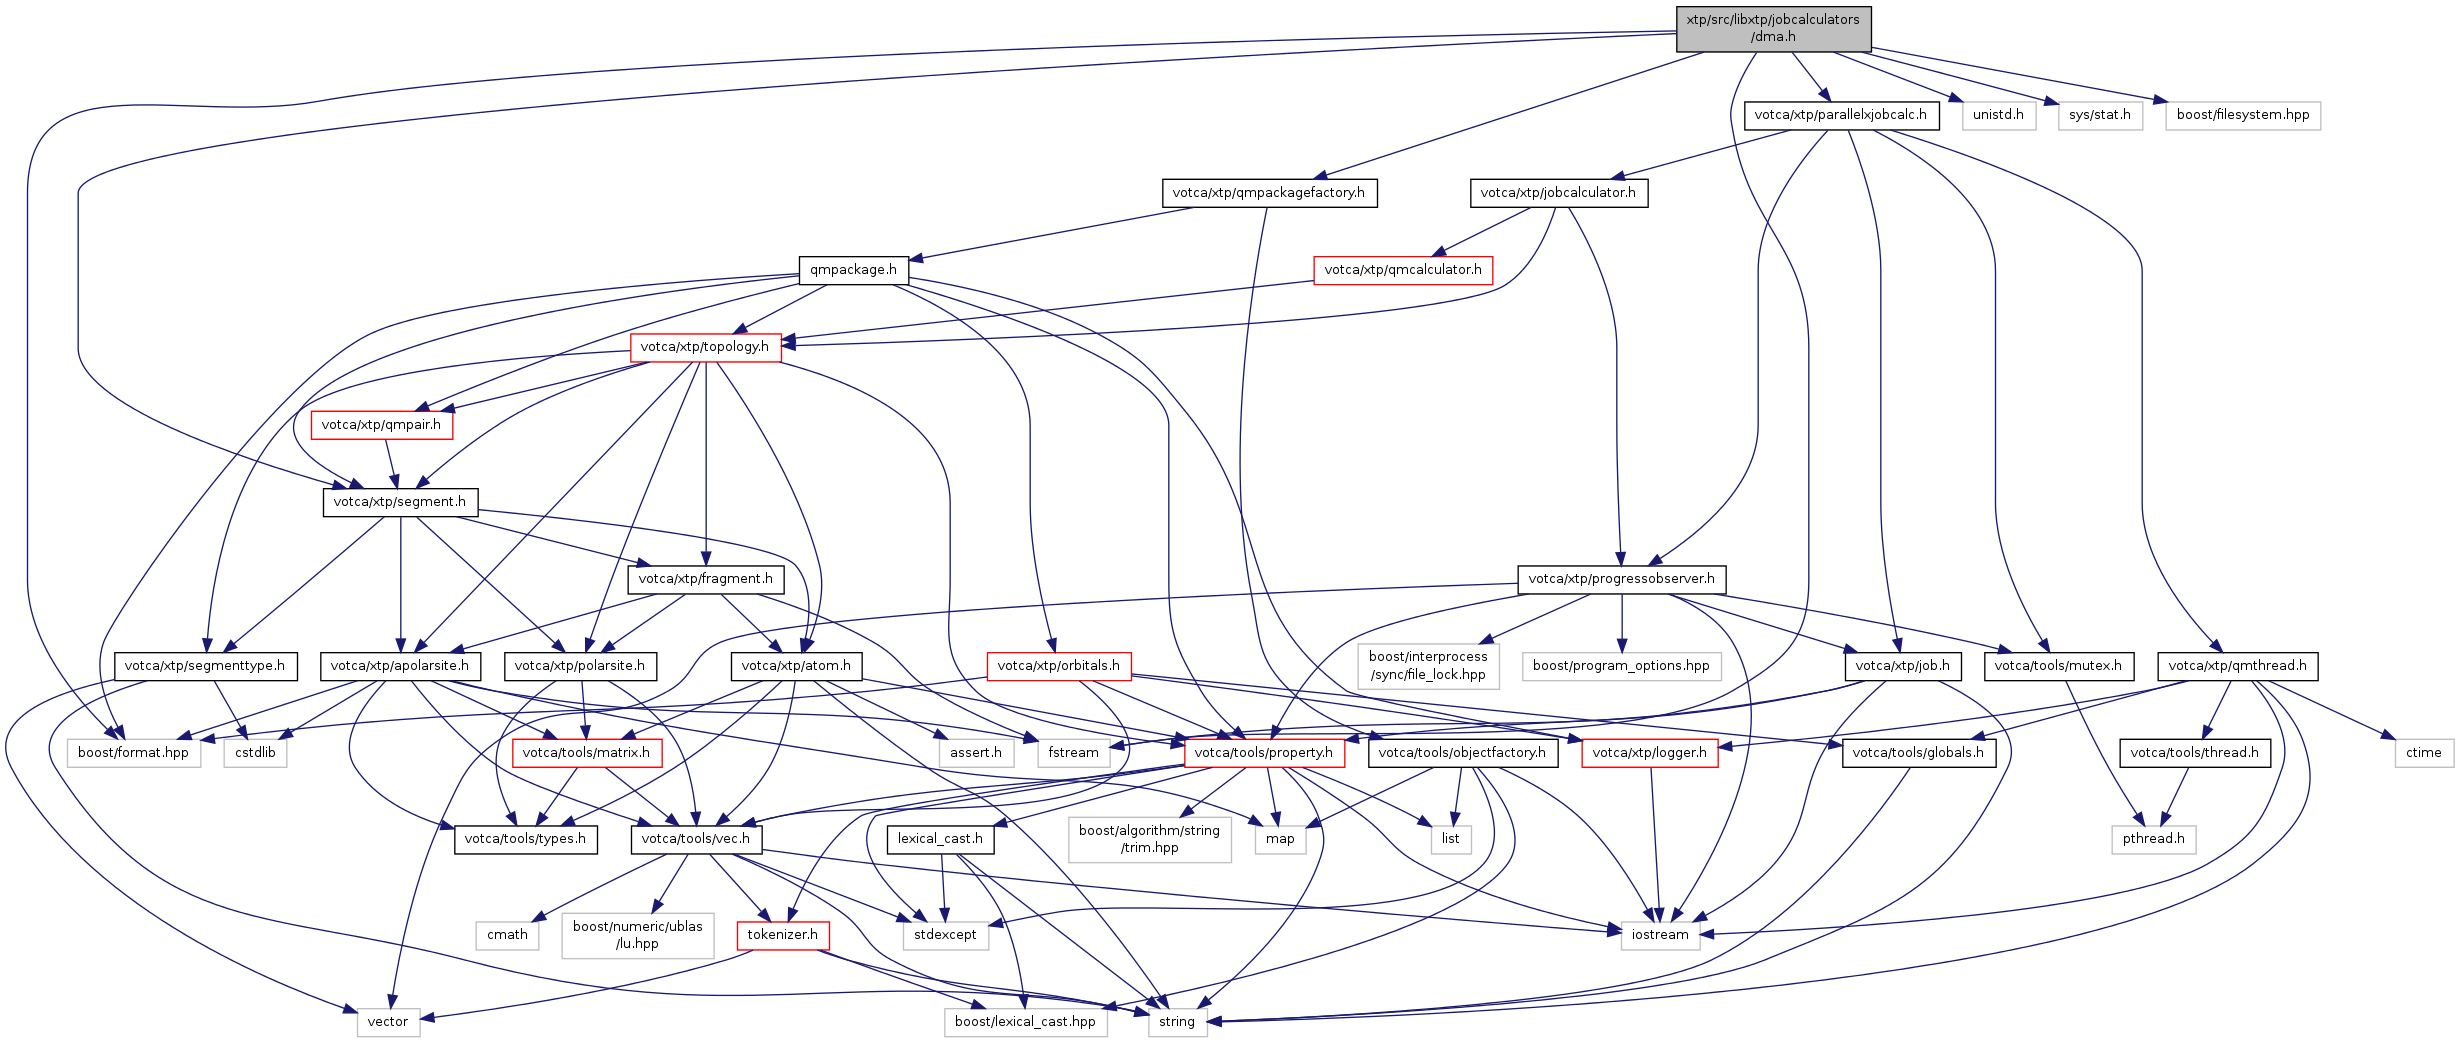 xtp/src/libxtp/jobcalculators
/dma.h
votca/xtp/parallelxjobcalc.h
unistd.h
sys/stat.h
boost/filesystem.hpp
votca/xtp/qmpackagefactory.h
votca/xtp/jobcalculator.h
qmpackage.h
votca/xtp/qmcalculator.h
votca/xtp/topology.h
votca/xtp/qmpair.h
votca/xtp/segment.h
votca/xtp/fragment.h
votca/xtp/progressobserver.h
votca/xtp/segmenttype.h
votca/xtp/apolarsite.h
votca/xtp/polarsite.h
votca/xtp/atom.h
votca/xtp/orbitals.h
boost/interprocess
/sync/file_lock.hpp
boost/program_options.hpp
votca/xtp/job.h
votca/tools/mutex.h
votca/xtp/qmthread.h
boost/format.hpp
cstdlib
votca/tools/matrix.h
assert.h
fstream
votca/tools/property.h
votca/tools/objectfactory.h
votca/xtp/logger.h
votca/tools/globals.h
votca/tools/thread.h
ctime
votca/tools/types.h
votca/tools/vec.h
lexical_cast.h
boost/algorithm/string
/trim.hpp
map
list
pthread.h
cmath
boost/numeric/ublas
/lu.hpp
tokenizer.h
stdexcept
iostream
vector
boost/lexical_cast.hpp
string